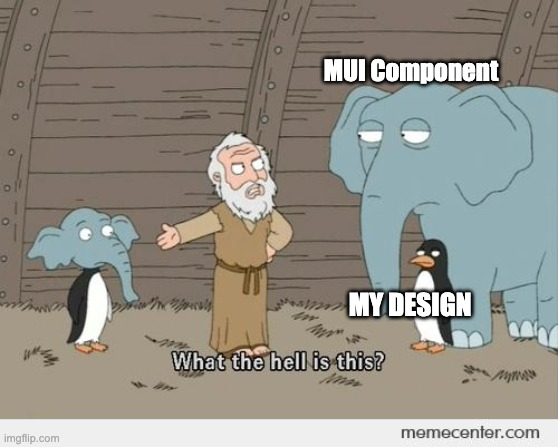 MUI Component
MY DESIGN
What the hell is this?
imgflip.com
memecenter.com